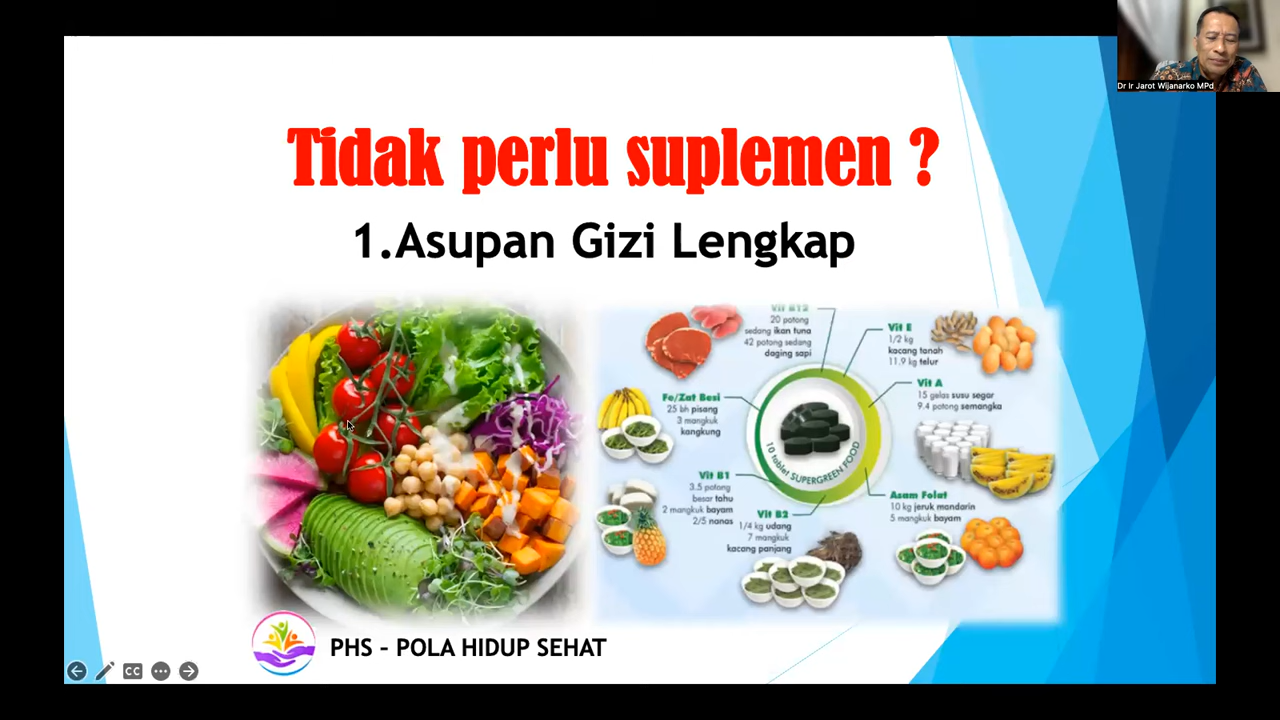 Dr Ir Jarot Wijanarko MPd
Tidak perlu suplemen ?
1.Asupan Gizi Lengkap
Vit B12
20 potong
sedang ikan tuna
42 potong sedang
daging sapi
Vit E
1/2 kg
kacang tanah
11.9 kg telur
Vit A
15 gelas susu segar
9.4 potong semangka
Fe/Zat Besi
25 bh pisang
3 mangkuk
kangkung
10 tablet SUPERGREEN FOOD
Vit B1
3.5 potong
besar tahu
2 mangkuk bayam
2/5 nanas
Vit B2
1/4 kg udang
7 mangkuk
kacang panjang
Asam Folat
10 kg jeruk mandarin
5 mangkuk bayam
PHS - POLA HIDUP SEHAT
CC